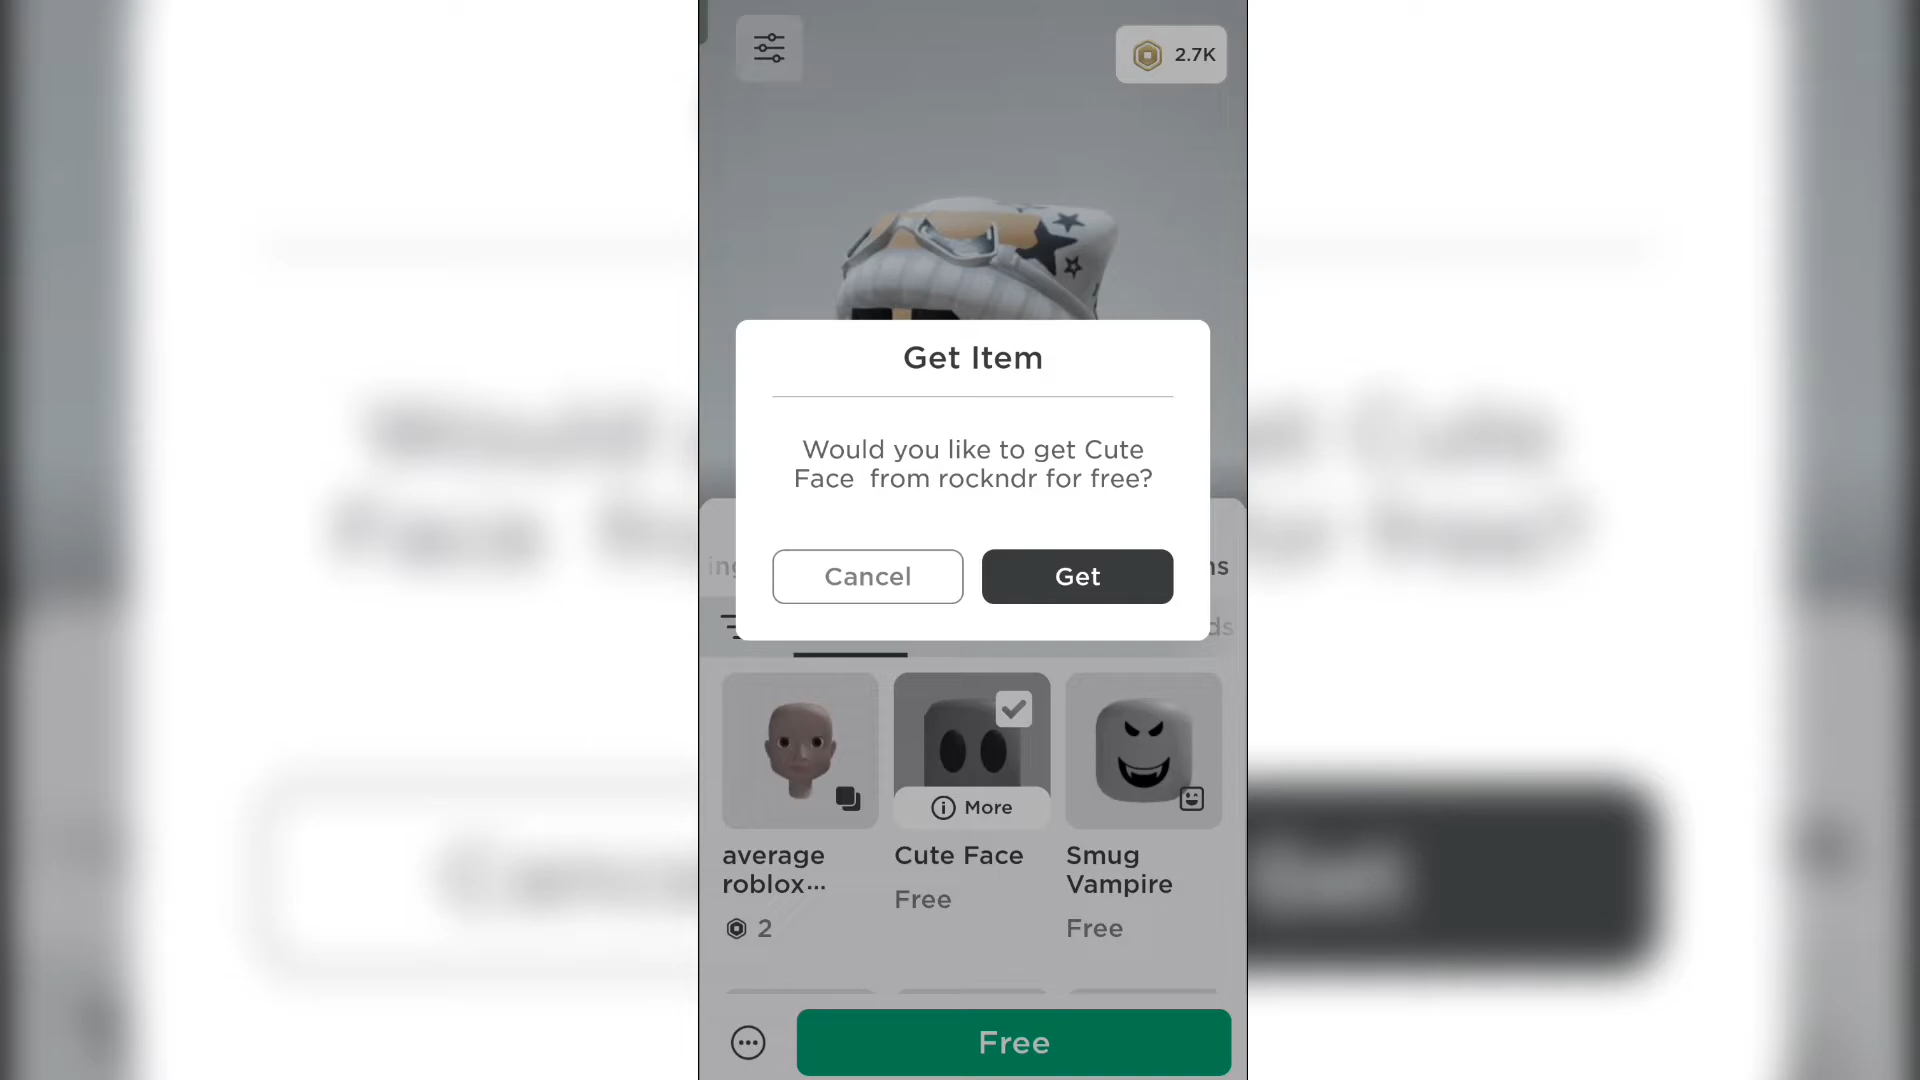 2.7K
Get Item
Would you like to get Cute
Face from rockndr for free?
Cancel
Get
More
average
roblox...
2
Cute Face
Free
Smug
Vampire
Free
Free